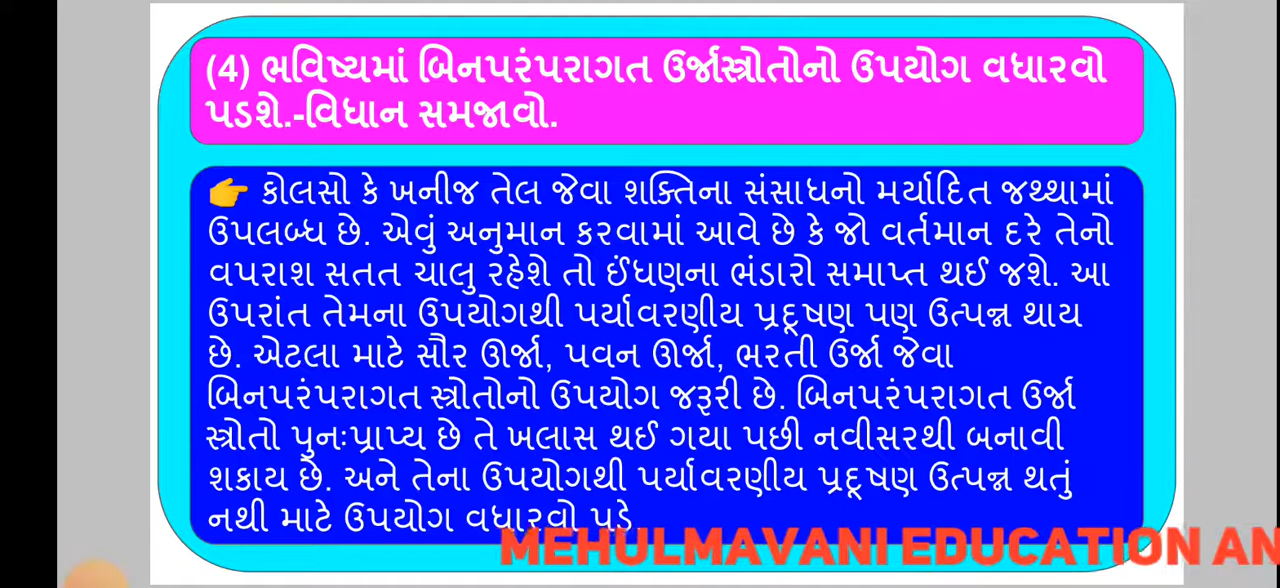 (4) ભવિષ્યમાં બિનપરંપરાગત ઉર્જાસ્ત્રોતોનો ઉપયોગ વધારવો
પડશે.-વિધાન સમજાવો.
👉 કોલસો કે ખનીજ તેલ જેવા શક્તિના સંસાધનો મર્યાદિત જથ્થામાં
ઉપલબ્ધ છે. એવું અનુમાન કરવામાં આવે છે કે જો વર્તમાન દરે તેનો
વપરાશ સતત ચાલુ રહેશે તો ઈંધણના ભંડારો સમાપ્ત થઈ જશે. આ
ઉપરાંત તેમના ઉપયોગથી પર્યાવરણીય પ્રદૂષણ પણ ઉત્પન્ન થાય
છે. એટલા માટે સૌર ઊર્જા, પવન ઊર્જા, ભરતી ઉર્જા જેવા
બિનપરંપરાગત સ્ત્રોતોનો ઉપયોગ જરૂરી છે. બિનપરંપરાગત ઉર્જા
સ્ત્રોતો પુનઃપ્રાપ્ય છે તે ખલાસ થઈ ગયા પછી નવીસરથી બનાવી
શકાય છે. અને તેના ઉપયોગથી પર્યાવરણીય પ્રદૂષણ ઉત્પન્ન થતું
નથી માટે ઉપયોગ વધારવો પડે.
MEHULMAVANI EDUCATION AN